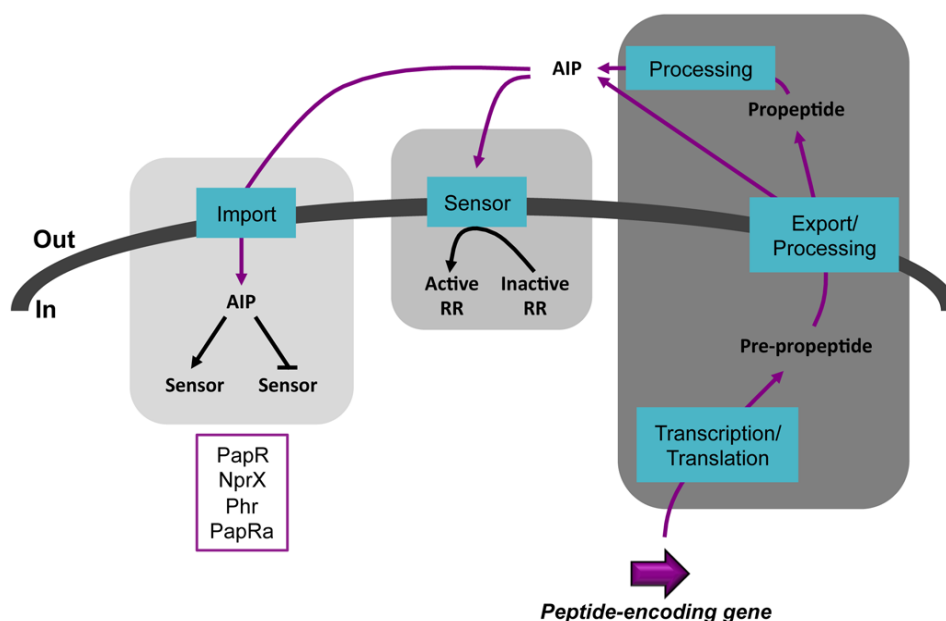 AIP
Processing
Propeptide
Import
Sensor
Export/
Processing
Out
In
Active
RR
Inactive
RR
AIP
Sensor
Sensor
Pre-propeptide
Transcription/
Translation
PapR
NprX
Phr
PapRa
Peptide-encoding gene